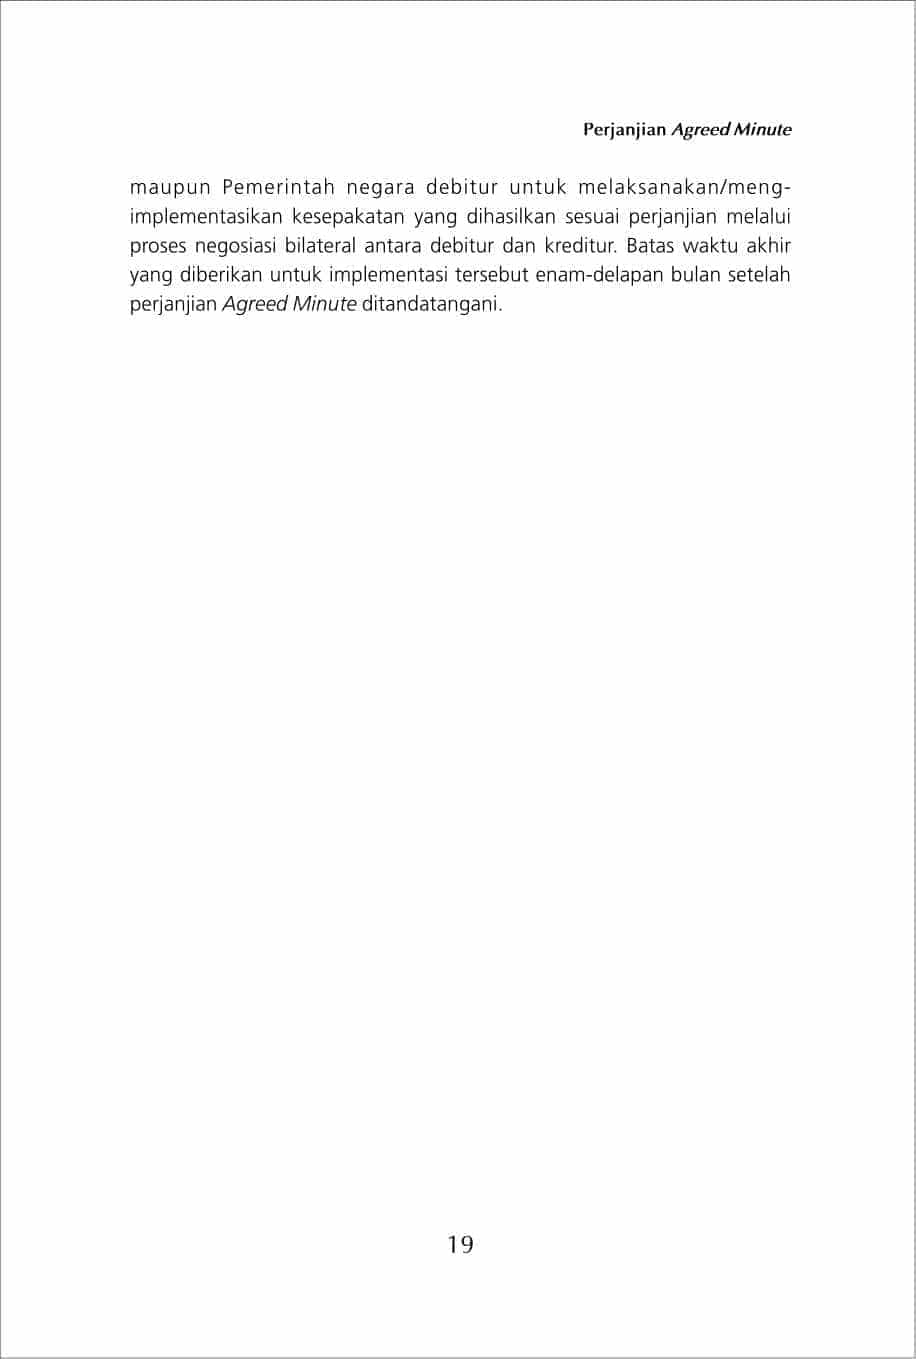 Perjanjian Agreed Minute
maupun Pemerintah negara debitur untuk melaksanakan/meng-
implementasikan kesepakatan yang dihasilkan sesuai perjanjian melalui
proses negosiasi bilateral antara debitur dan kreditur. Batas waktu akhir
yang diberikan untuk implementasi tersebut enam-delapan bulan setelah
perjanjian Agreed Minute ditandatangani.
19